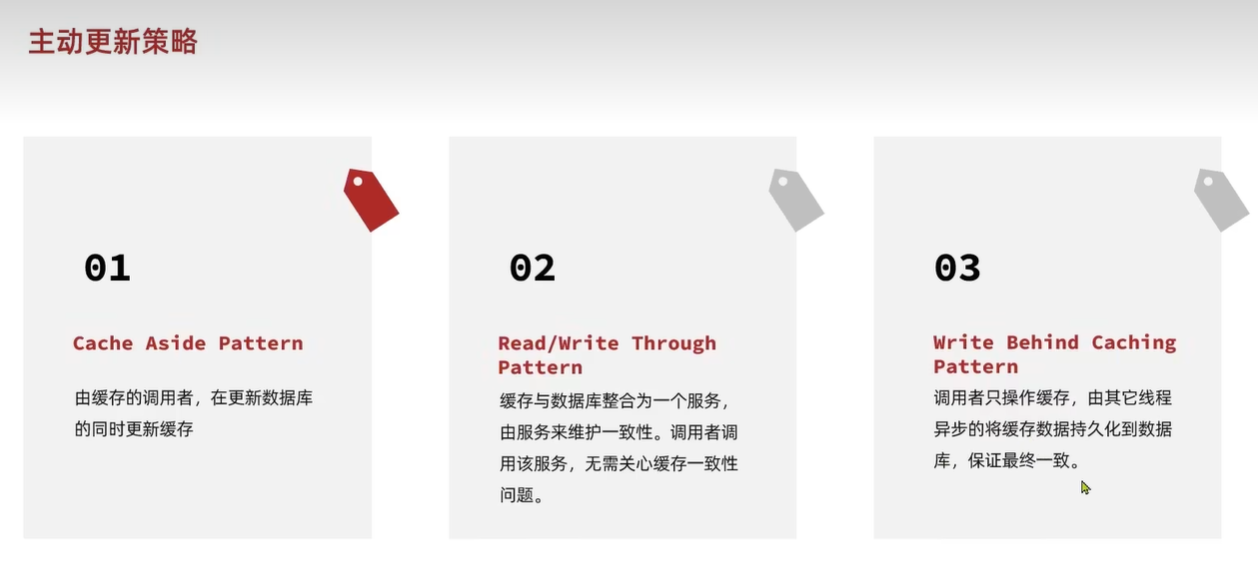 主动更新策略
01
Cache Aside Pattern
由缓存的调用者，在更新数据库
的同时更新缓存
02
Read/Write Through
Pattern
缓存与数据库整合为一个服务，
由服务来维护一致性。调用者调
用该服务，无需关心缓存一致性
问题。
03
Write Behind Caching
Pattern
调用者只操作缓存，由其它线程
异步的将缓存数据持久化到数据
库，保证最终一致。